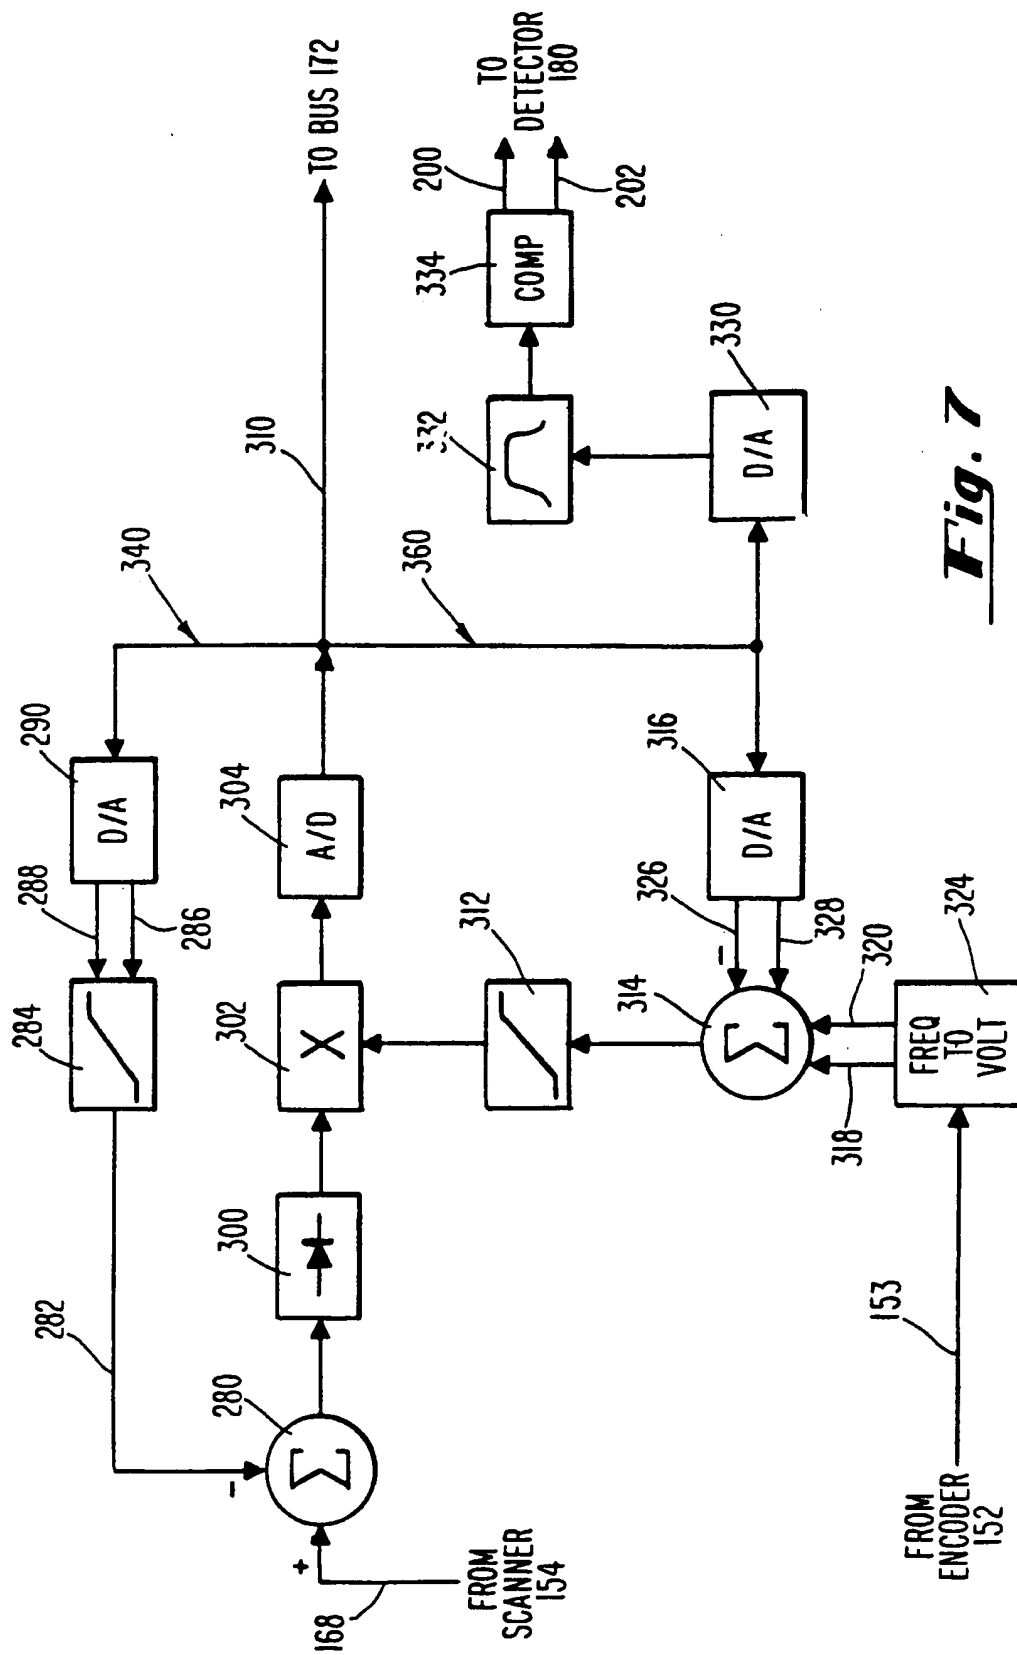 340
310
TO BUS 172
290
D/A
288
286
284
282
304
A/D
302
X
300
280
Σ
-
+
168
FROM
SCANNER
154
360
332
334
COMP
200
202
TO
DETECTOR
180
330
D/A
316
D/A
326
328
-
312
314
Σ
318
320
324
FREQ
TO
VOLT
153
FROM
ENCODER
152
Fig. 7